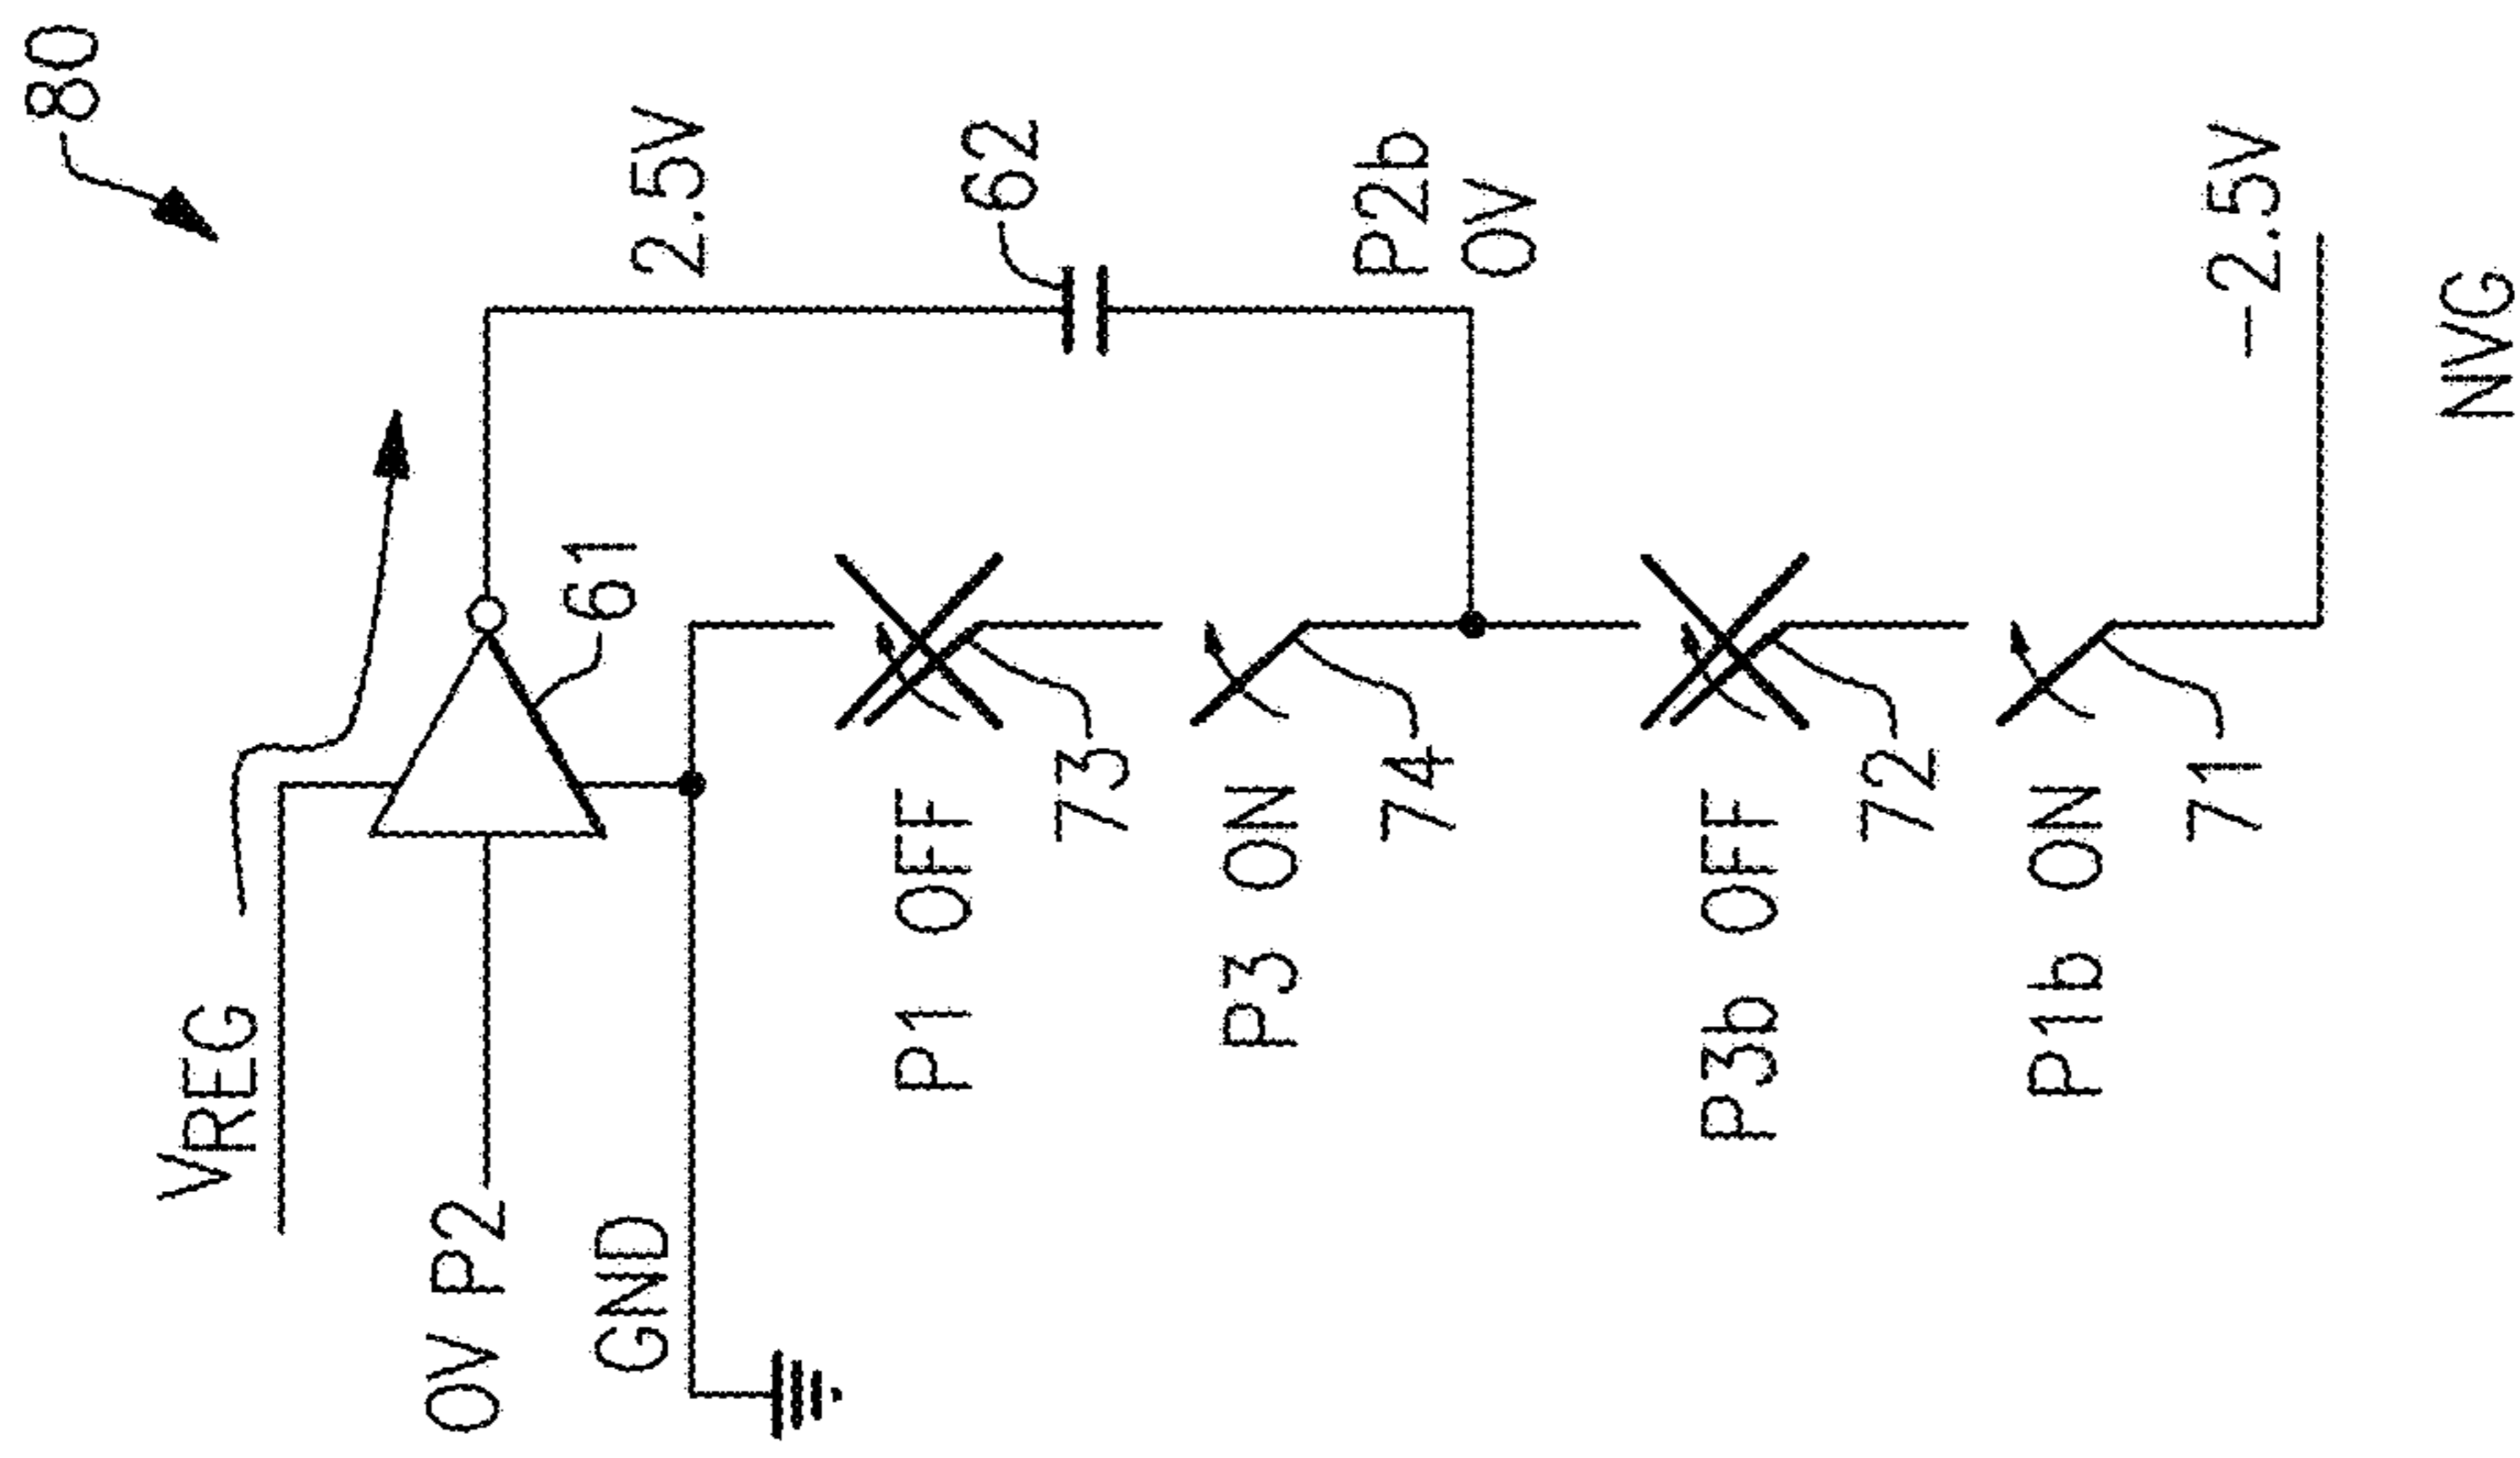 80
VREG
0V P2
GND
61
2.5V
62
P2b
0V
P1 OFF
73
P3 ON
74
P3b OFF
72
P1b ON
71
-2.5V
NVG